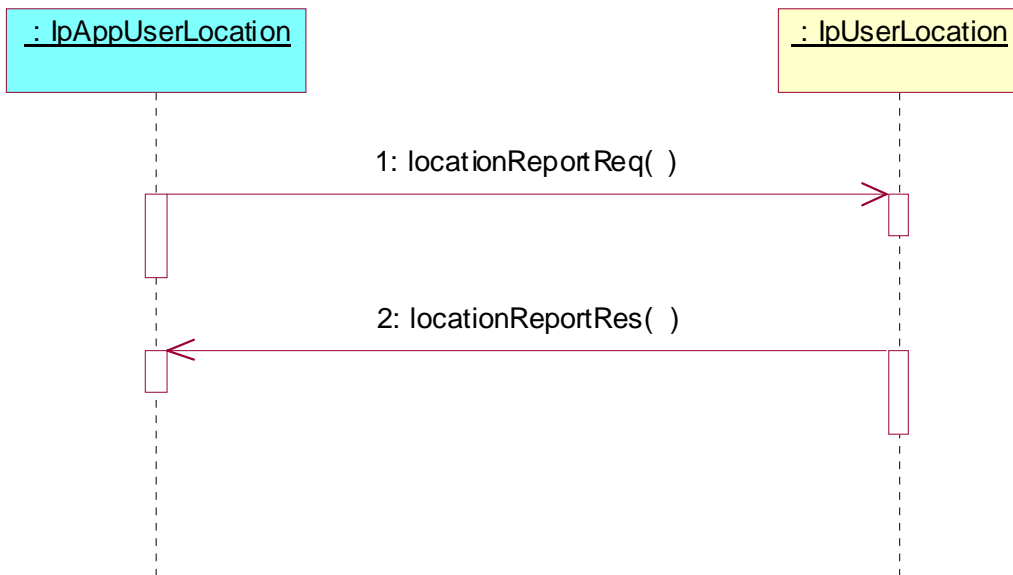 : IpAppUserLocation
: IpUserLocation
1: locationReportReq( )
2: locationReportRes( )